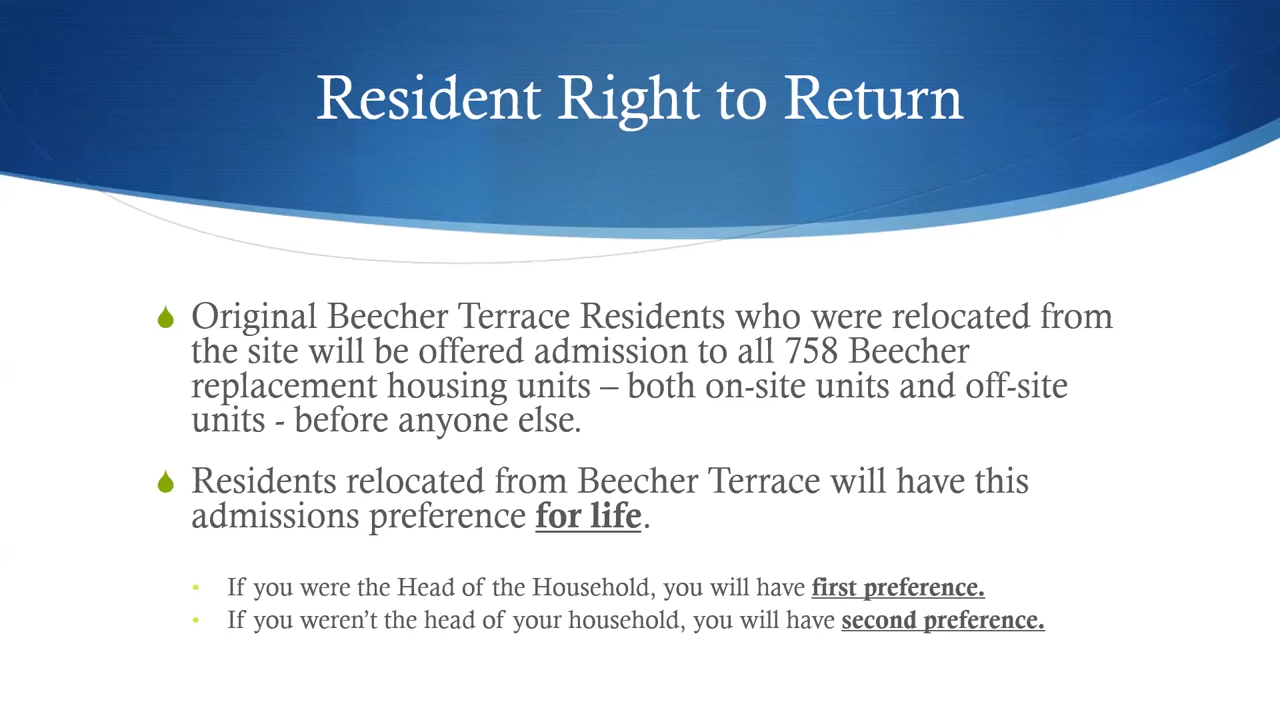 Resident Right to Return
Original Beecher Terrace Residents who were relocated from
the site will be offered admission to all 758 Beecher
replacement housing units – both on-site units and off-site
units - before anyone else.
Residents relocated from Beecher Terrace will have this
admissions preference for life.
• If you were the Head of the Household, you will have first preference.
• If you weren’t the head of your household, you will have second preference.